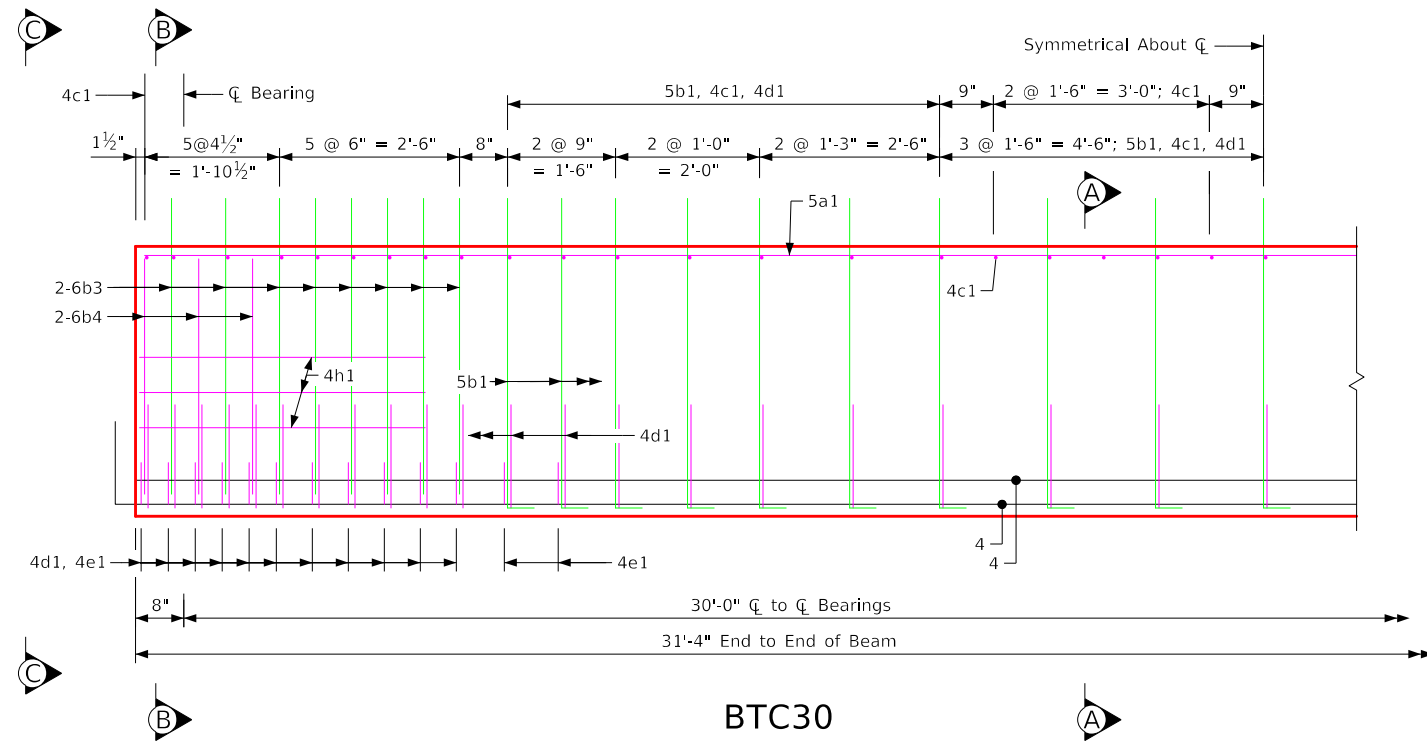 C
B
Symmetrical About ℄
4c1
℄ Bearing
5b1, 4c1, 4d1
9"
2 @ 1'-6" = 3'-0"; 4c1
9"
1½"
5@4½"
= 1'-10½"
5 @ 6" = 2'-6"
8"
2 @ 9"
= 1'-6"
2 @ 1'-0"
= 2'-0"
2 @ 1'-3" = 2'-6"
3 @ 1'-6" = 4'-6"; 5b1, 4c1, 4d1
A
5a1
2-6b3
4c1
2-6b4
4h1
5b1
4d1
4
4
4d1, 4e1
4e1
8"
30'-0" ℄ to ℄ Bearings
31'-4" End to End of Beam
C
B
BTC30
A